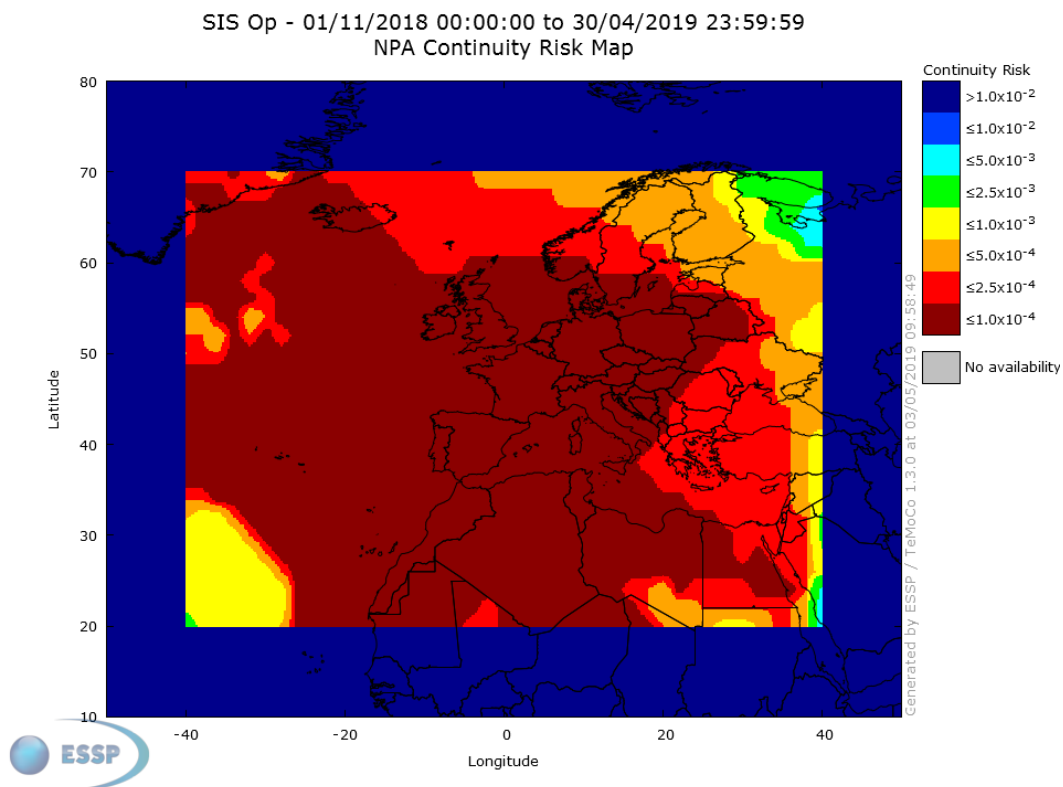 SIS Op - 01/11/2018 00:00:00 to 30/04/2019 23:59:59
NPA Continuity Risk Map
Continuity Risk
>1.0x10⁻²
≤1.0x10⁻²
≤5.0x10⁻³
≤2.5x10⁻³
≤1.0x10⁻³
≤5.0x10⁻⁴
≤2.5x10⁻⁴
≤1.0x10⁻⁴
No availability
Latitude
80
70
60
50
40
30
20
10
-40
-20
0
20
40
Longitude
Generated by ESSP / TeMoCo 1.3.0 at 03/05/2019 09:58:49
ESSP